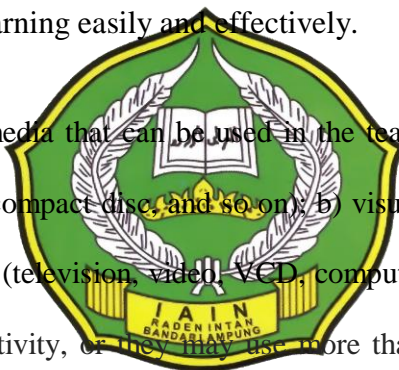 arning easily and effectively.
media that can be used in the tea
ompact disc, and so on); b) visu
(television, video, VCD, compu
IAIN
RADEN INTAN
BANDAR LAMPUNG
tivity, or they may use more tha